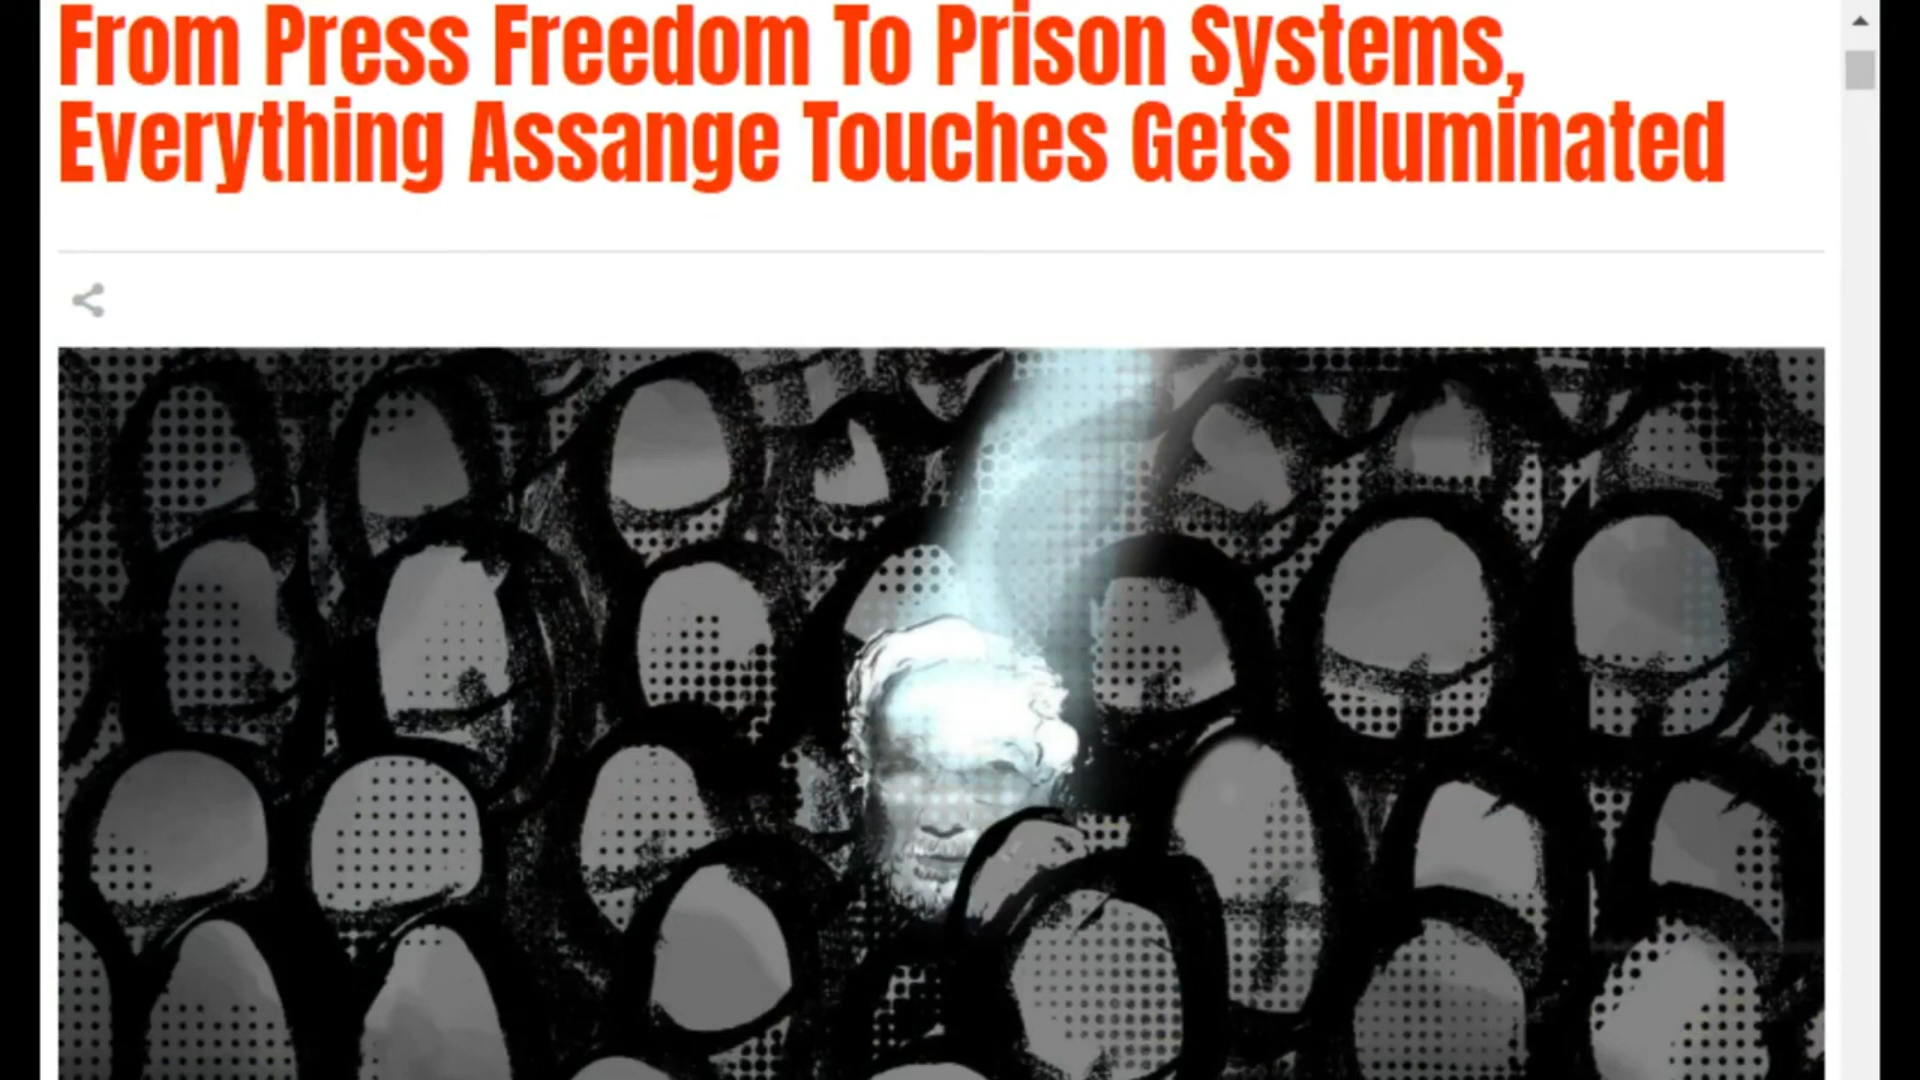 From Press Freedom To Prison Systems,
Everything Assange Touches Gets Illuminated